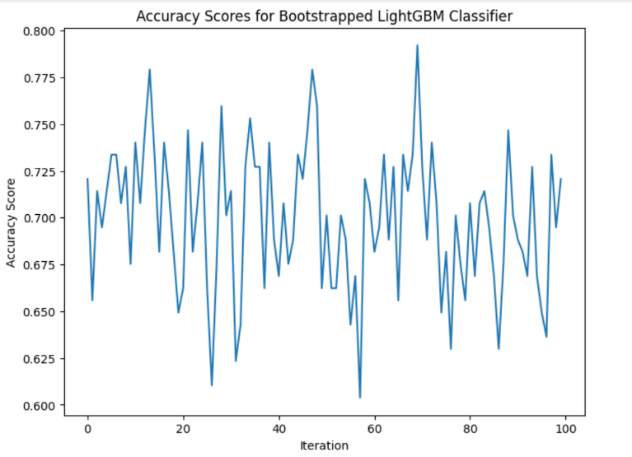 Accuracy Scores for Bootstrapped LightGBM Classifier
0.800
0.775
0.750
0.725
0.700
0.675
0.650
0.625
0.600
Accuracy Score
0 20 40 60 80 100
Iteration